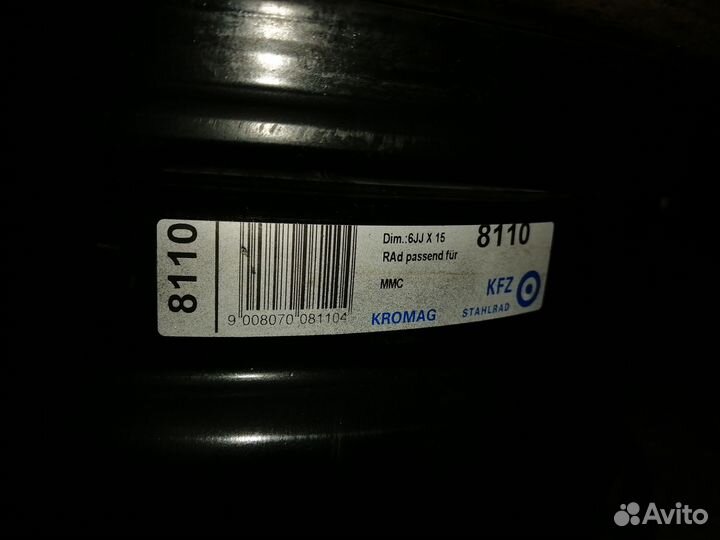 8110
9 008070 081104
Dim.:6JJ X 15
8110
RAd passend für
MMC
KFZ
KROMAG
STAHLRAD
Avito